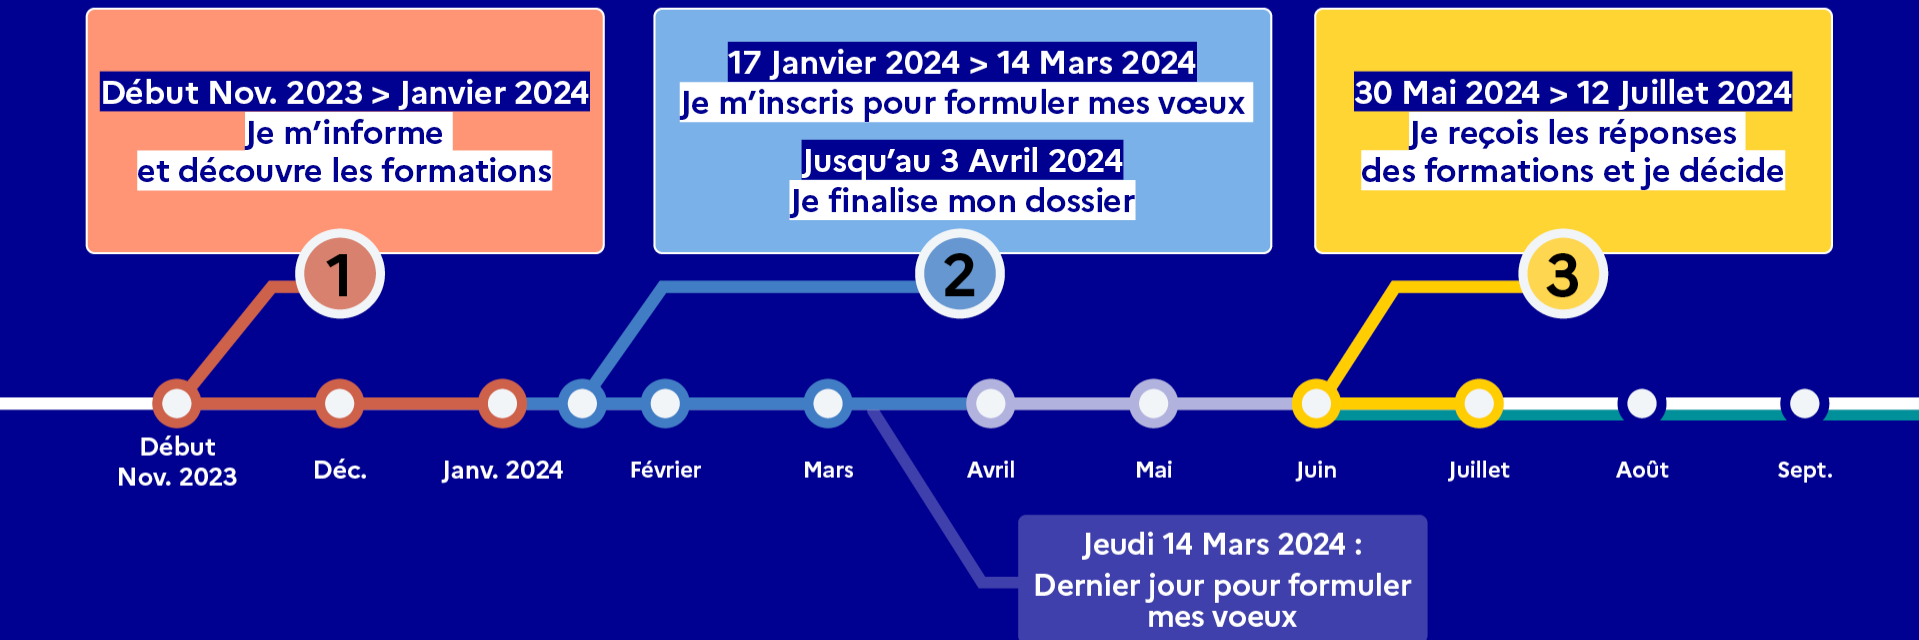 Début Nov. 2023 > Janvier 2024
Je m’informe
et découvre les formations
1
17 Janvier 2024 > 14 Mars 2024
Je m’inscris pour formuler mes vœux
Jusqu’au 3 Avril 2024
Je finalise mon dossier
2
30 Mai 2024 > 12 Juillet 2024
Je reçois les réponses
des formations et je décide
3
Début
Nov. 2023
Déc.
Janv. 2024
Février
Mars
Avril
Mai
Juin
Juillet
Août
Sept.
Jeudi 14 Mars 2024 :
Dernier jour pour formuler
mes voeux